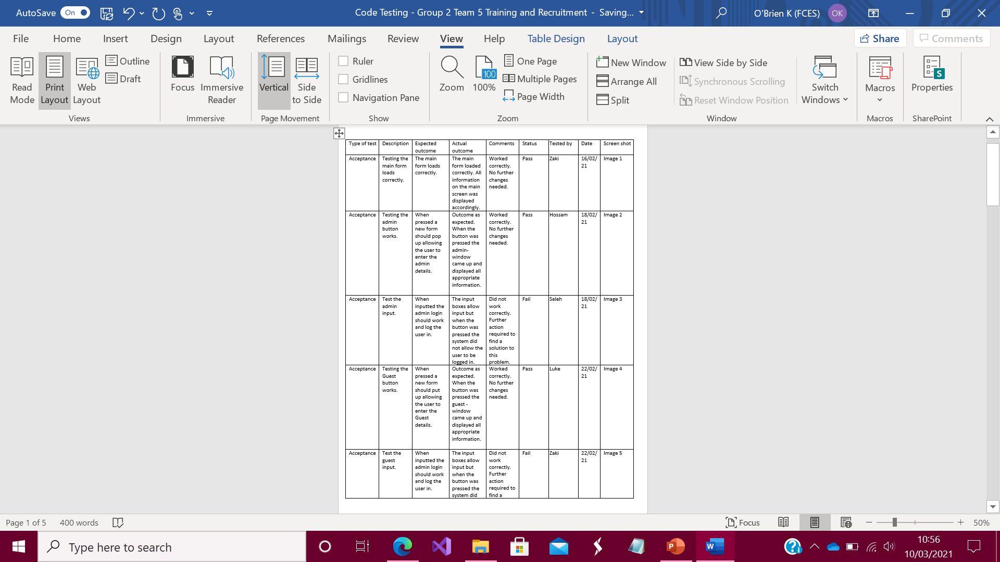 AutoSave On Code Testing - Group 2 Team 5 Training and Recruitment - Saving... O'Brien K (FCES) OK
File Home Insert Design Layout References Mailings Review View Help Table Design Layout Share Comments
Read Mode
Print Layout
Web Layout
Outline
Draft
Views
Focus
Immersive Reader
Immersive
Vertical
Side to Side
Page Movement
Ruler
Gridlines
Navigation Pane
Show
Zoom
100
100%
One Page
Multiple Pages
Page Width
Zoom
New Window
Arrange All
Split
View Side by Side
Synchronous Scrolling
Reset Window Position
Switch Windows
Window
Macros
Macros
S
Properties
SharePoint
Type of test
Description
Expected
outcome
Actual
outcome
Comments
Status
Tested by
Date
Screen shot
Acceptance
Testing the
main form
loads
correctly.
The main
form loads
correctly.
The main
form loaded
correctly. All
information
on the main
screen was
displayed
accordingly.
Worked
correctly.
No further
changes
needed.
Pass
Zaki
16/02/
21
Image 1
Acceptance
Testing the
admin
button
works.
When
pressed a
new form
should pop
up allowing
the user to
enter the
admin
details.
Outcome as
expected.
When the
button was
pressed the
admin-
window
came up and
displayed all
appropriate
information.
Worked
correctly.
No further
changes
needed.
Pass
Hossam
18/02/
21
Image 2
Acceptance
Test the
admin
input.
When
inputted the
admin login
should work
and log the
user in.
The input
boxes allow
input but
when the
button was
pressed the
system did
not allow the
user to be
logged in.
Did not
work
correctly.
Further
action
required to
find a
solution to
this
problem.
Fail
Saleh
18/02/
21
Image 3
Acceptance
Testing the
Guest
button
works.
When
pressed a
new form
should put
up allowing
the user to
enter the
Guest
details.
Outcome as
expected.
When the
button was
pressed the
guest -
window
came up and
displayed all
appropriate
information.
Worked
correctly.
No further
changes
needed.
Pass
Luke
22/02/
21
Image 4
Acceptance
Test the
guest
input.
When
inputted the
admin login
should work
and log the
user in.
The input
boxes allow
input but
when the
button was
pressed the
system did
Did not
work
correctly.
Further
action
required to
find a
Fail
Zaki
22/02/
21
Image 5
Page 1 of 5 400 words Focus 50%
Type here to search
P
W
10:56
10/03/2021